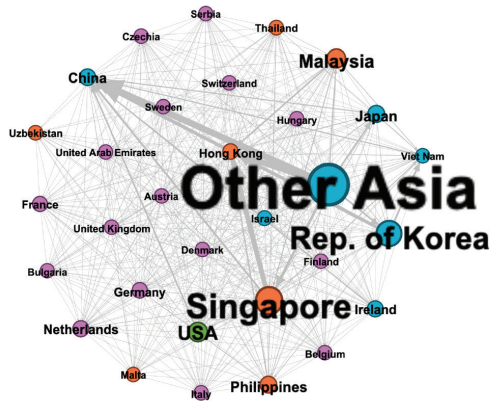 Serbia
Thailand
Czechia
Malaysia
China
Switzerland
Sweden
Japan
Hungary
Uzbekistan
United Arab Emirates
Hong Kong
Viet Nam
Other Asia
Austria
France
Israel
United Kingdom
Rep. of Korea
Denmark
Finland
Bulgaria
Germany
Singapore
Ireland
Netherlands
USA
Belgium
Malta
Philippines
Italy